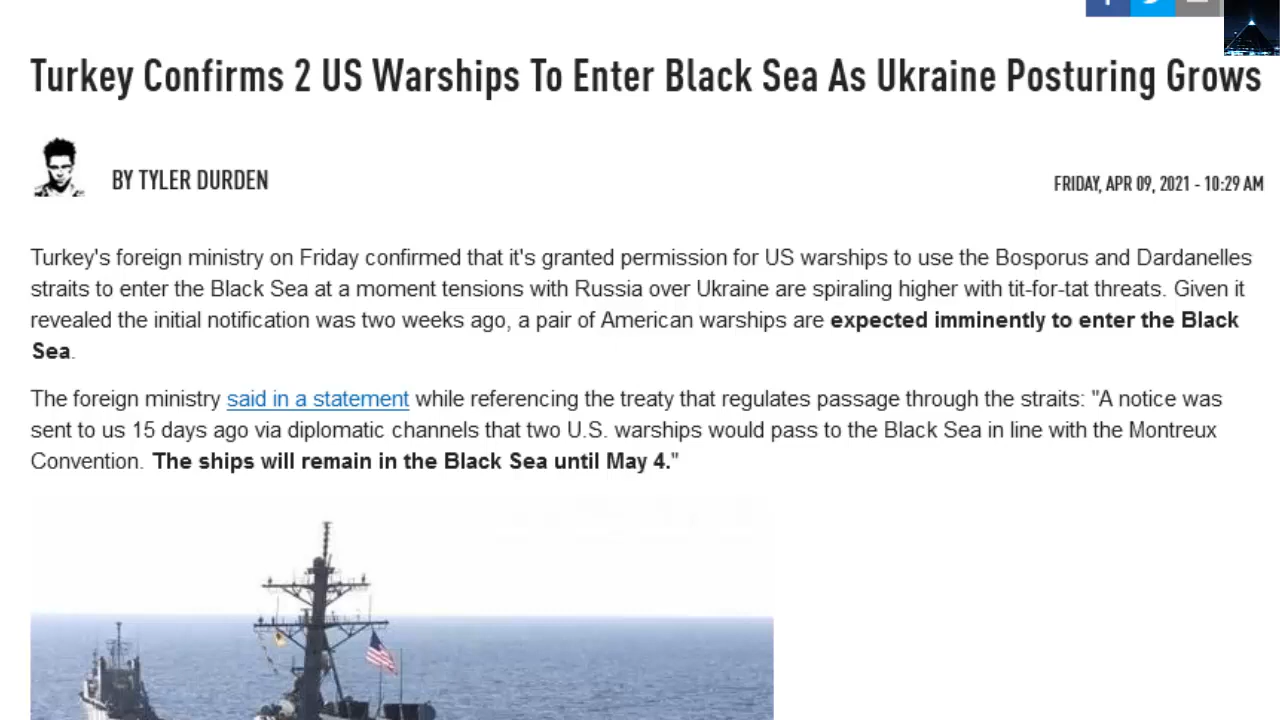 Turkey Confirms 2 US Warships To Enter Black Sea As Ukraine Posturing Grows
BY TYLER DURDEN
FRIDAY, APR 09, 2021 - 10:29 AM
Turkey's foreign ministry on Friday confirmed that it's granted permission for US warships to use the Bosporus and Dardanelles
straits to enter the Black Sea at a moment tensions with Russia over Ukraine are spiraling higher with tit-for-tat threats. Given it
revealed the initial notification was two weeks ago, a pair of American warships are expected imminently to enter the Black
Sea.
The foreign ministry said in a statement while referencing the treaty that regulates passage through the straits: "A notice was
sent to us 15 days ago via diplomatic channels that two U.S. warships would pass to the Black Sea in line with the Montreux
Convention. The ships will remain in the Black Sea until May 4."